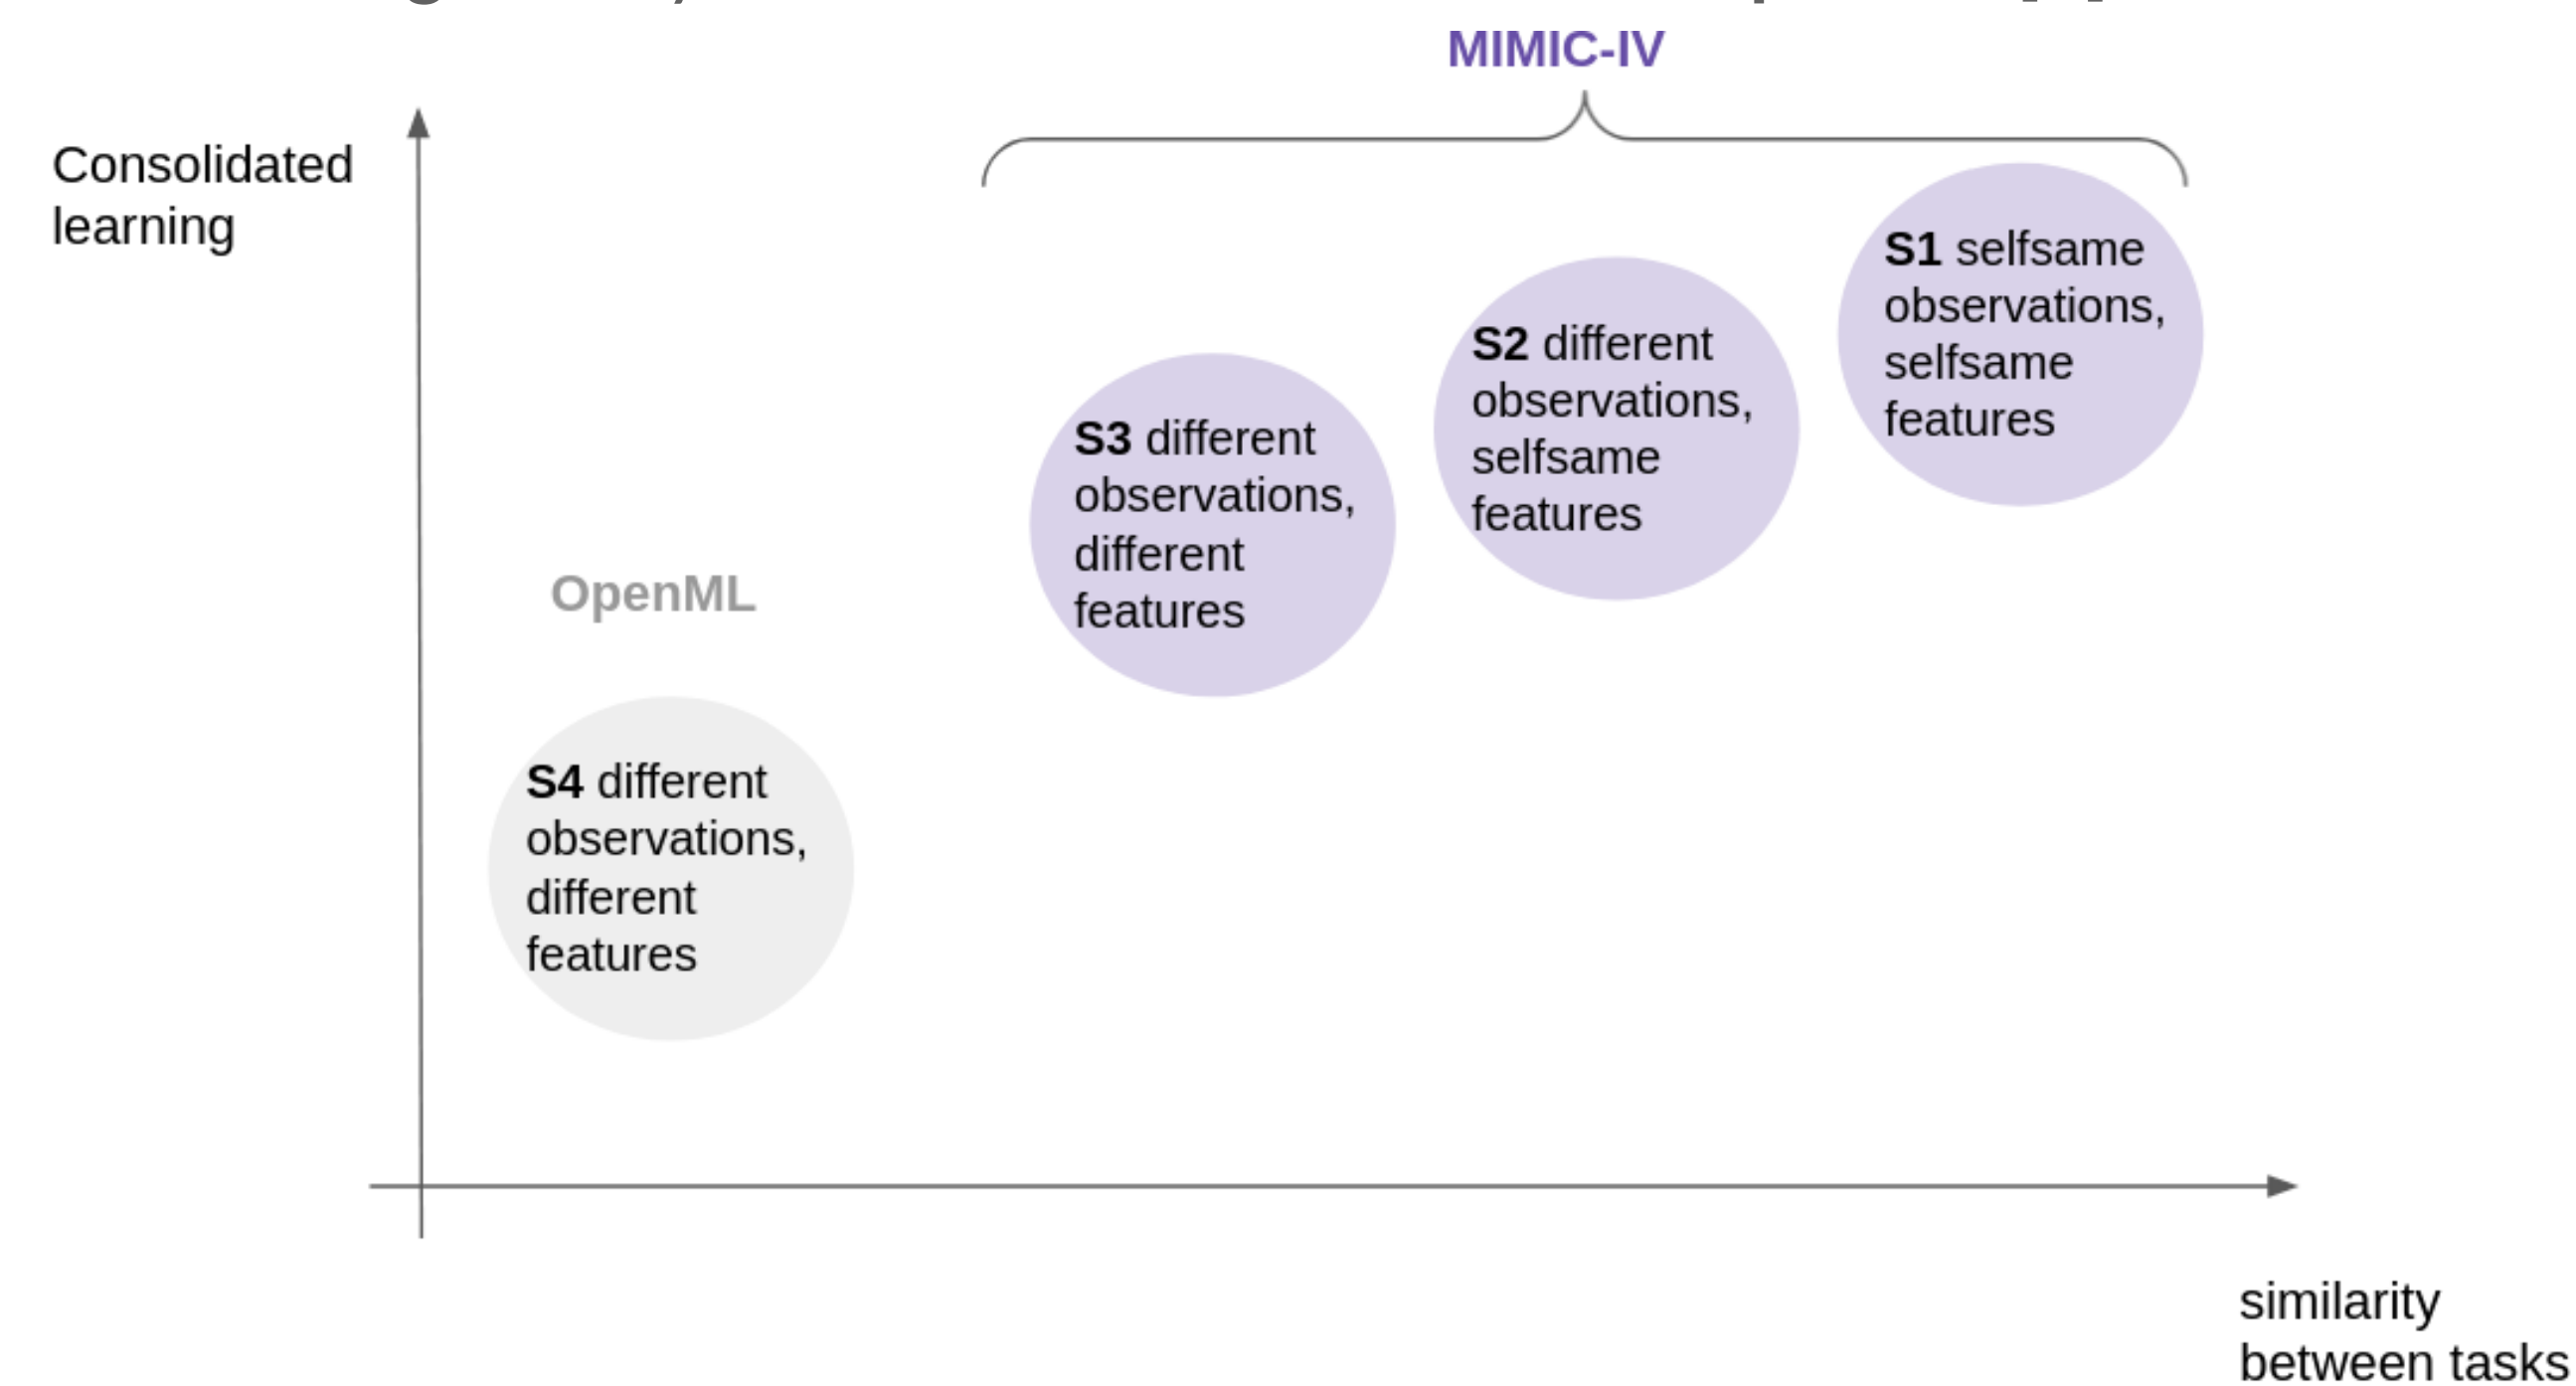 MIMIC-IV
Consolidated
learning
S1 selfsame
observations,
selfsame
features
S2 different
observations,
selfsame
features
S3 different
observations,
different
features
OpenML
S4 different
observations,
different
features
similarity
between tasks